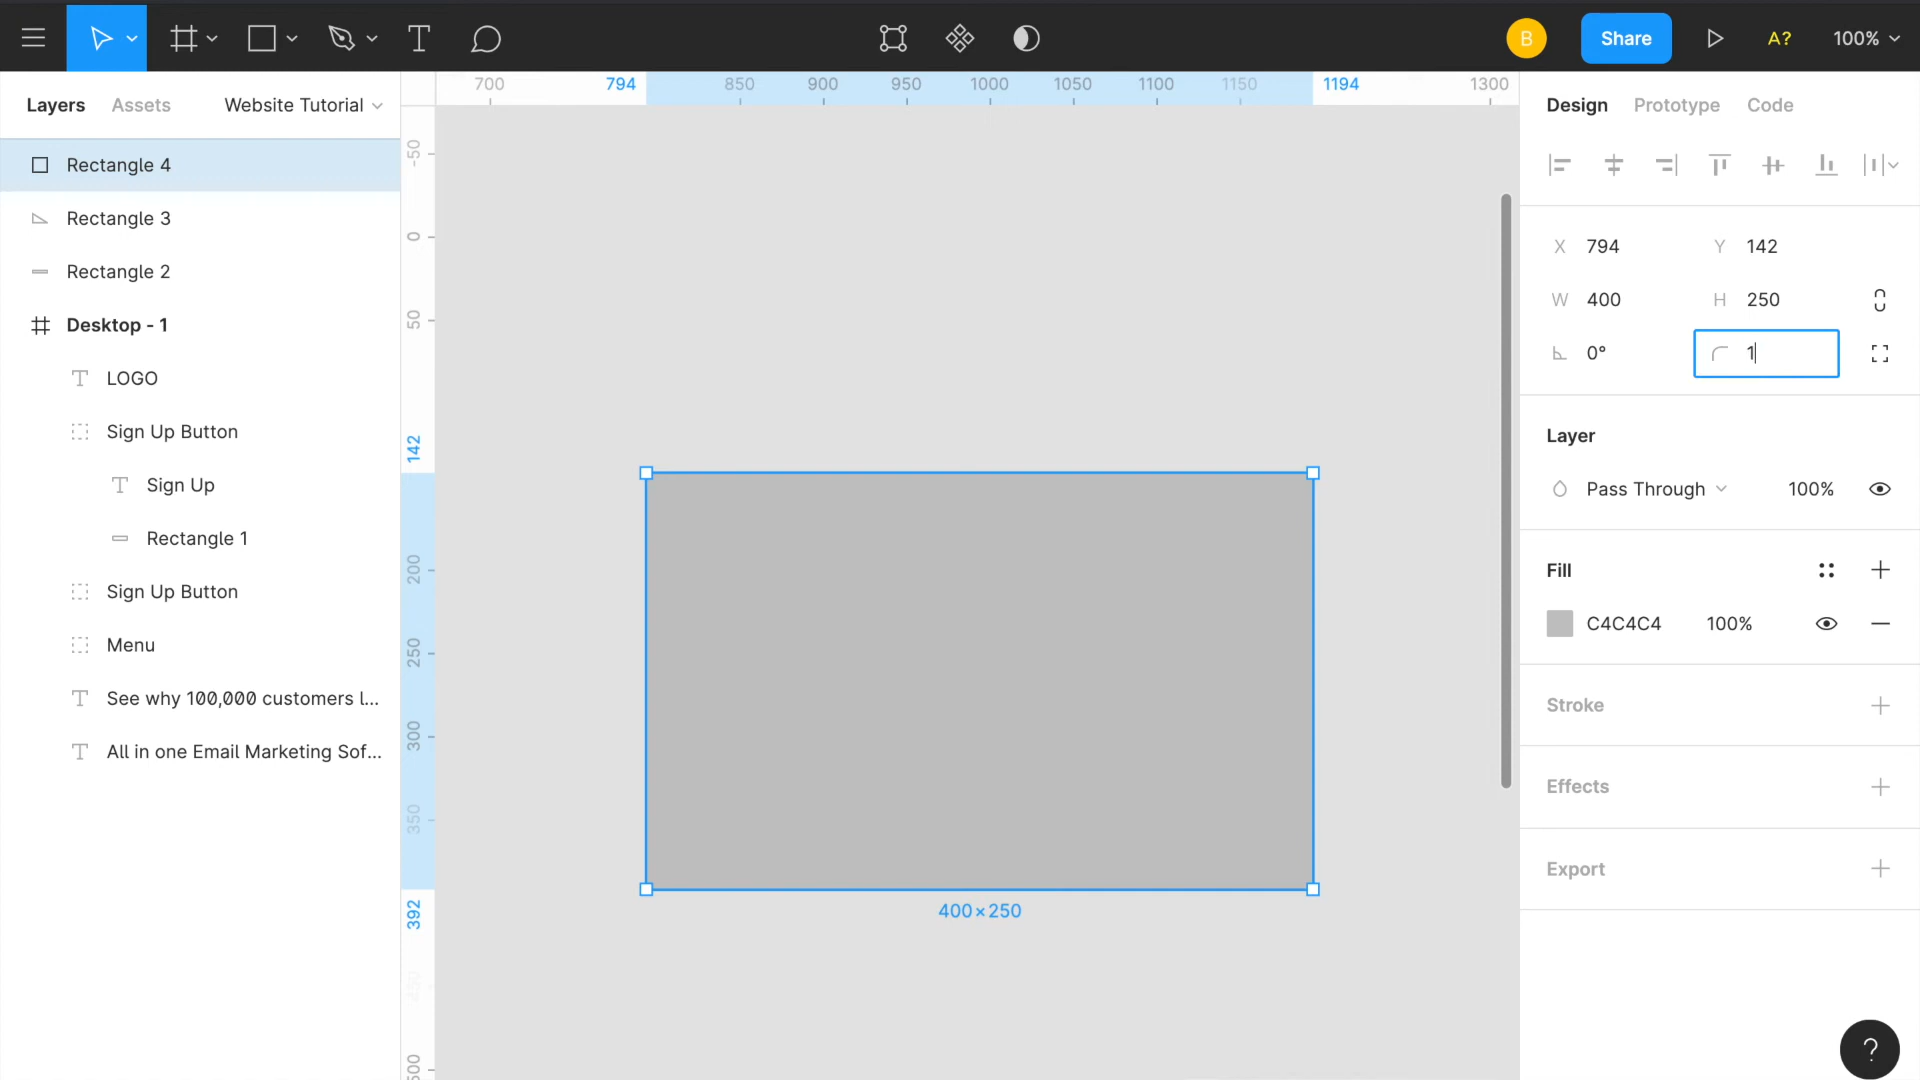 B
Share
A?
100%
Layers
Assets
Website Tutorial
Rectangle 4
Rectangle 3
Rectangle 2
Desktop - 1
LOGO
Sign Up Button
Sign Up
Rectangle 1
Sign Up Button
Menu
See why 100,000 customers l...
All in one Email Marketing Sof...
700 794 850 900 950 1000 1050 1100 1150 1194 1300
-50
0
50
142
200
250
300
350
392
400×250
Design
Prototype
Code
X 794 Y 142
W 400 H 250
0° 1
Layer
Pass Through 100%
Fill
C4C4C4 100%
Stroke
Effects
Export
?